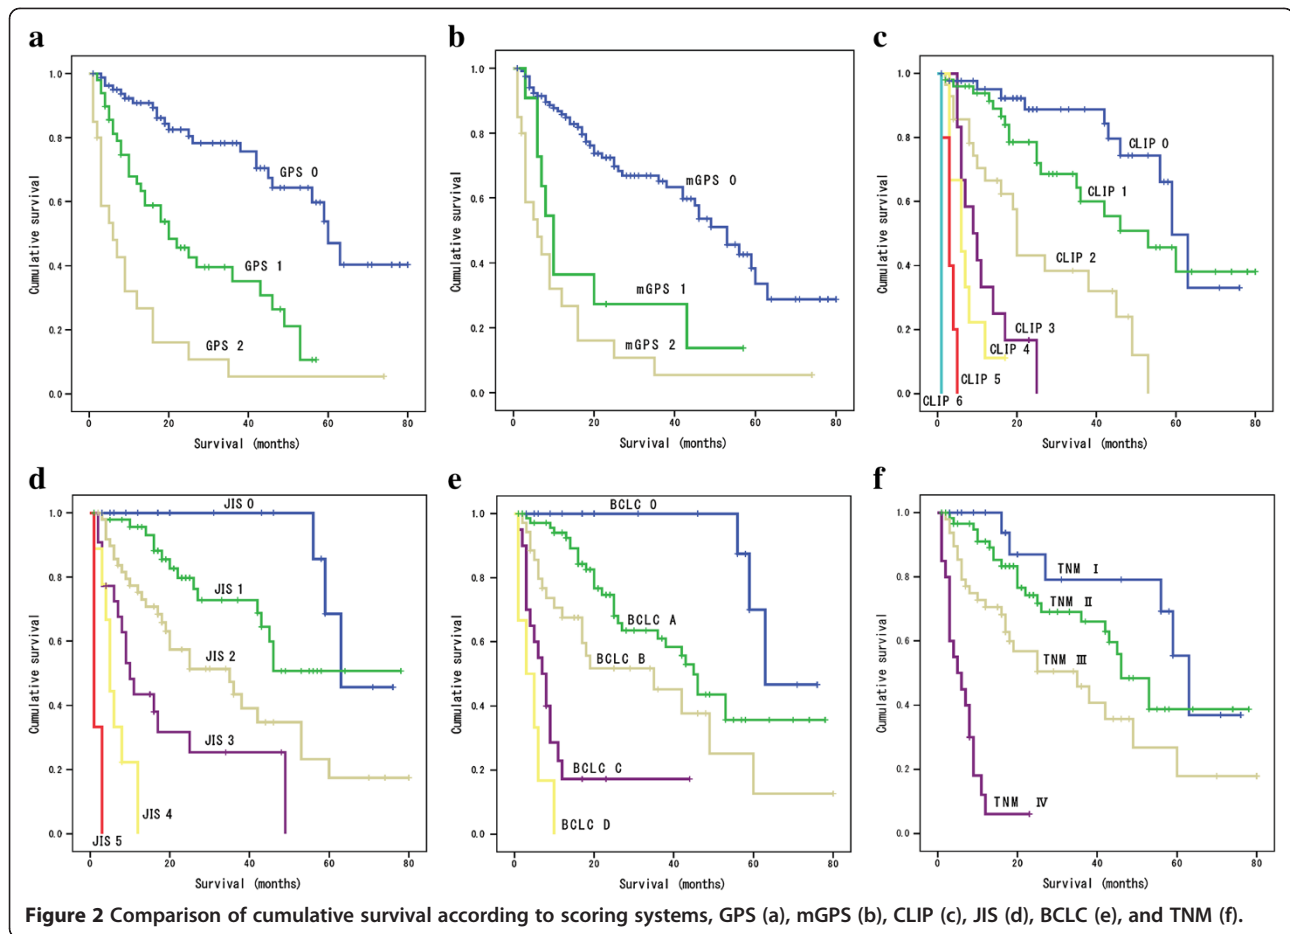 a
b
c
Cumulative survival
1.0
0.8
0.6
0.4
0.2
0.0
GPS 0
GPS 1
GPS 2
0 20 40 60 80
Survival (months)
Cumulative survival
1.0
0.8
0.6
0.4
0.2
0.0
mGPS 0
mGPS 1
mGPS 2
0 20 40 60 80
Survival (months)
Cumulative survival
1.0
0.8
0.6
0.4
0.2
0.0
CLIP 0
CLIP 1
CLIP 2
CLIP 3
CLIP 4
CLIP 5
CLIP 6
0 20 40 60 80
Survival (months)
d
e
f
Cumulative survival
1.0
0.8
0.6
0.4
0.2
0.0
JIS 0
JIS 1
JIS 2
JIS 3
JIS 4
JIS 5
0 20 40 60 80
Survival (months)
Cumulative survival
1.0
0.8
0.6
0.4
0.2
0.0
BCLC 0
BCLC A
BCLC B
BCLC C
BCLC D
0 20 40 60 80
Survival (months)
Cumulative survival
1.0
0.8
0.6
0.4
0.2
0.0
TNM Ⅰ
TNM Ⅱ
TNM Ⅲ
TNM Ⅳ
0 20 40 60 80
Survival (months)
Figure 2 Comparison of cumulative survival according to scoring systems, GPS (a), mGPS (b), CLIP (c), JIS (d), BCLC (e), and TNM (f).